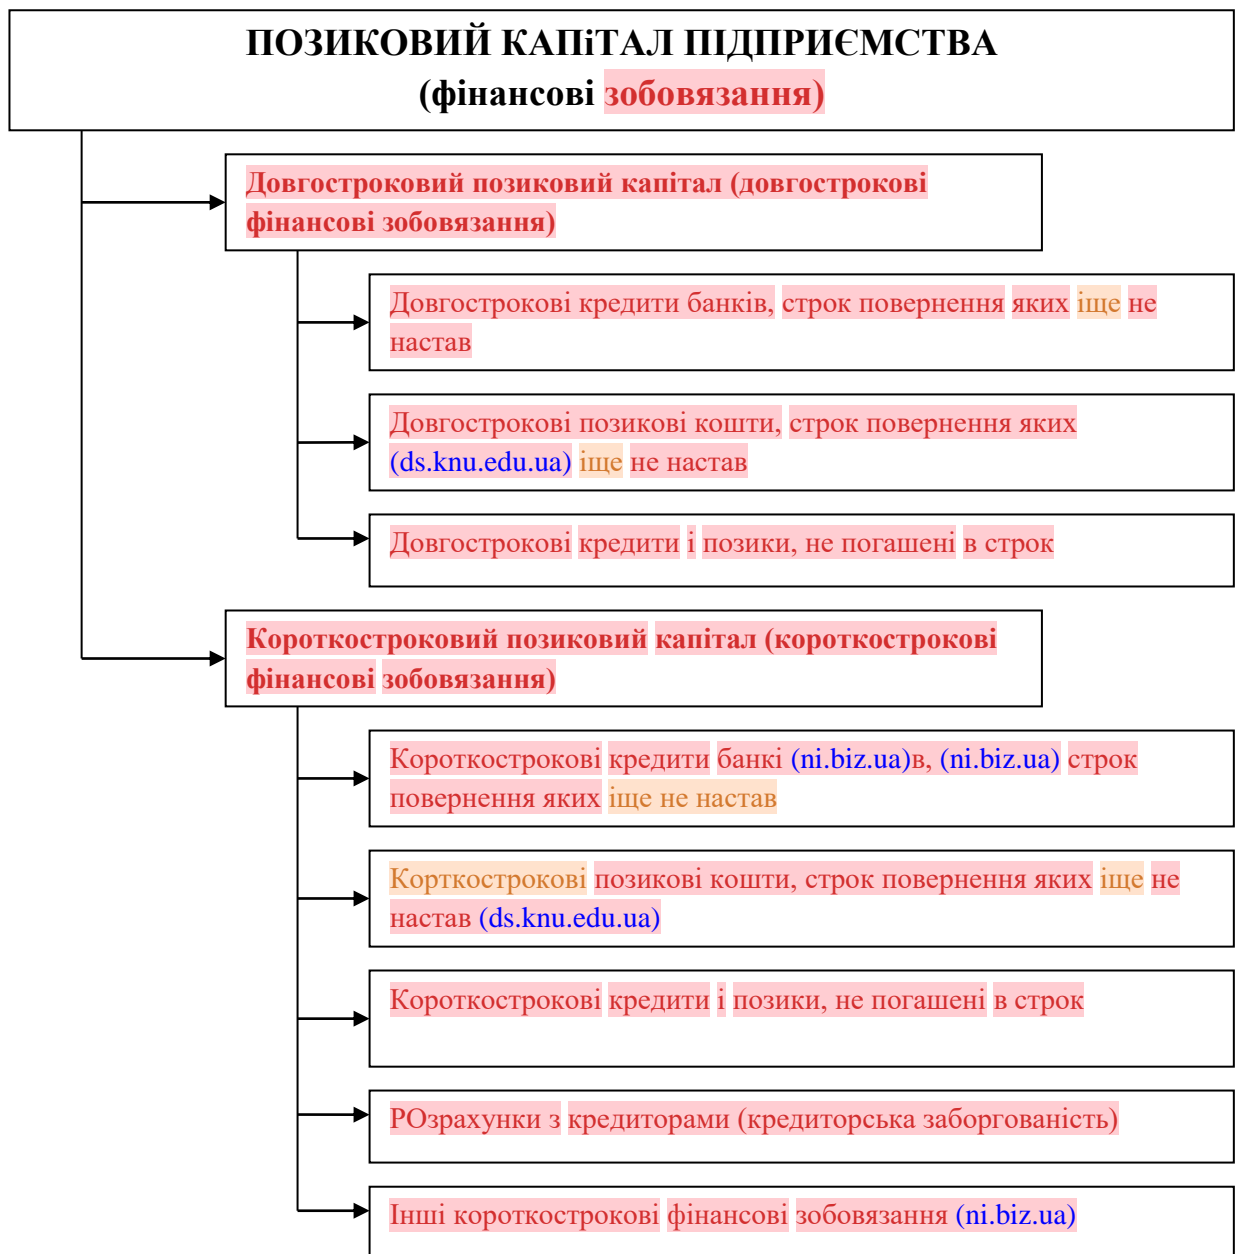 ПОЗИКОВИЙ КАПіТАЛ ПІДПРИЄМСТВА
(фінансові зобовязання)
Довгостроковий позиковий капітал (довгострокові
фінансові зобовязання)
Довгострокові кредити банків, строк повернення яких іще не
настав
Довгострокові позикові кошти, строк повернення яких
(ds.knu.edu.ua) іще не настав
Довгострокові кредити і позики, не погашені в строк
Короткостроковий позиковий капітал (короткострокові
фінансові зобовязання)
Короткострокові кредити банкі (ni.biz.ua)в, (ni.biz.ua) строк
повернення яких іще не настав
Корткострокові позикові кошти, строк повернення яких іще не
настав (ds.knu.edu.ua)
Короткострокові кредити і позики, не погашені в строк
РОзрахунки з кредиторами (кредиторська заборгованість)
Інші короткострокові фінансові зобовязання (ni.biz.ua)